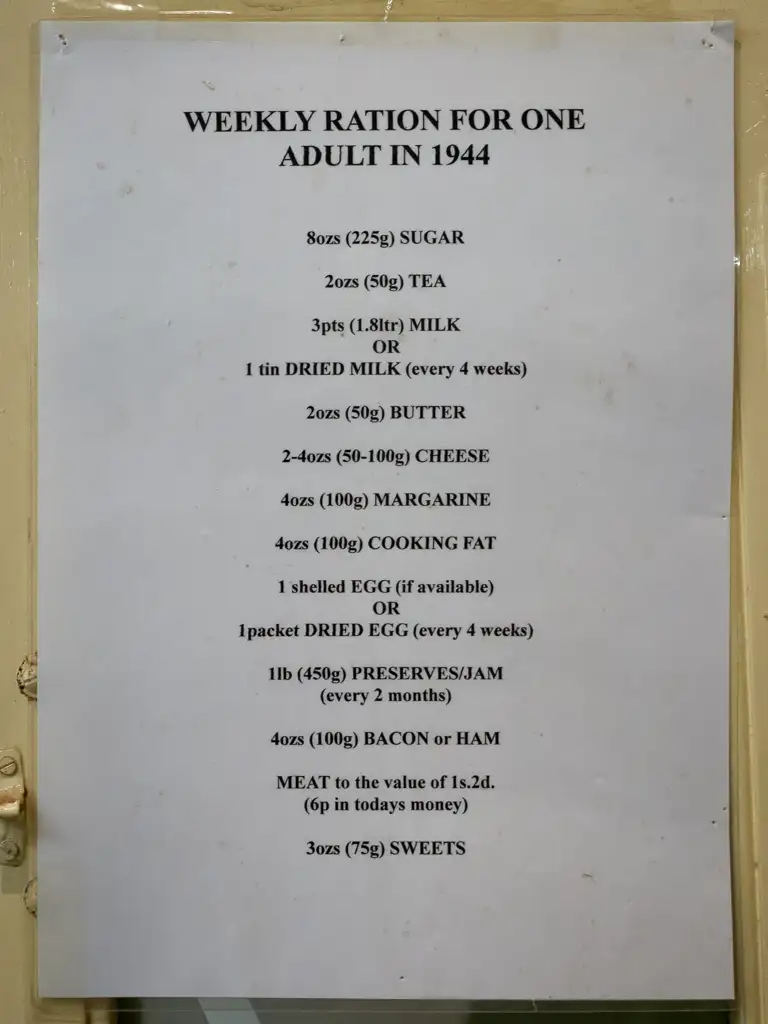 WEEKLY RATION FOR ONE
ADULT IN 1944
8ozs (225g) SUGAR
2ozs (50g) TEA
3pts (1.8ltr) MILK
OR
1 tin DRIED MILK (every 4 weeks)
2ozs (50g) BUTTER
2-4ozs (50-100g) CHEESE
4ozs (100g) MARGARINE
4ozs (100g) COOKING FAT
1 shelled EGG (if available)
OR
1packet DRIED EGG (every 4 weeks)
1lb (450g) PRESERVES/JAM
(every 2 months)
4ozs (100g) BACON or HAM
MEAT to the value of 1s.2d.
(6p in todays money)
3ozs (75g) SWEETS